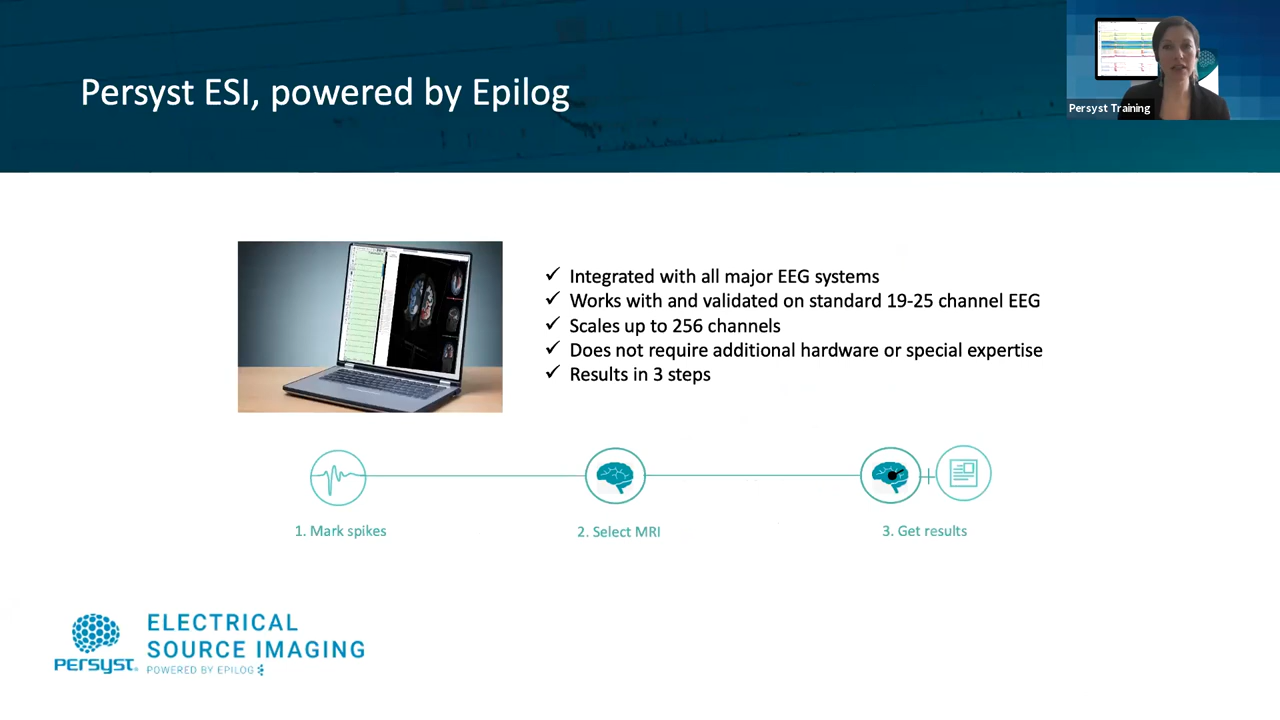 Persyst ESI, powered by Epilog
Persyst Training
✓ Integrated with all major EEG systems
✓ Works with and validated on standard 19-25 channel EEG
✓ Scales up to 256 channels
✓ Does not require additional hardware or special expertise
✓ Results in 3 steps
1. Mark spikes
2. Select MRI
3. Get results
PERSYST
ELECTRICAL
SOURCE IMAGING
POWERED BY EPILOG